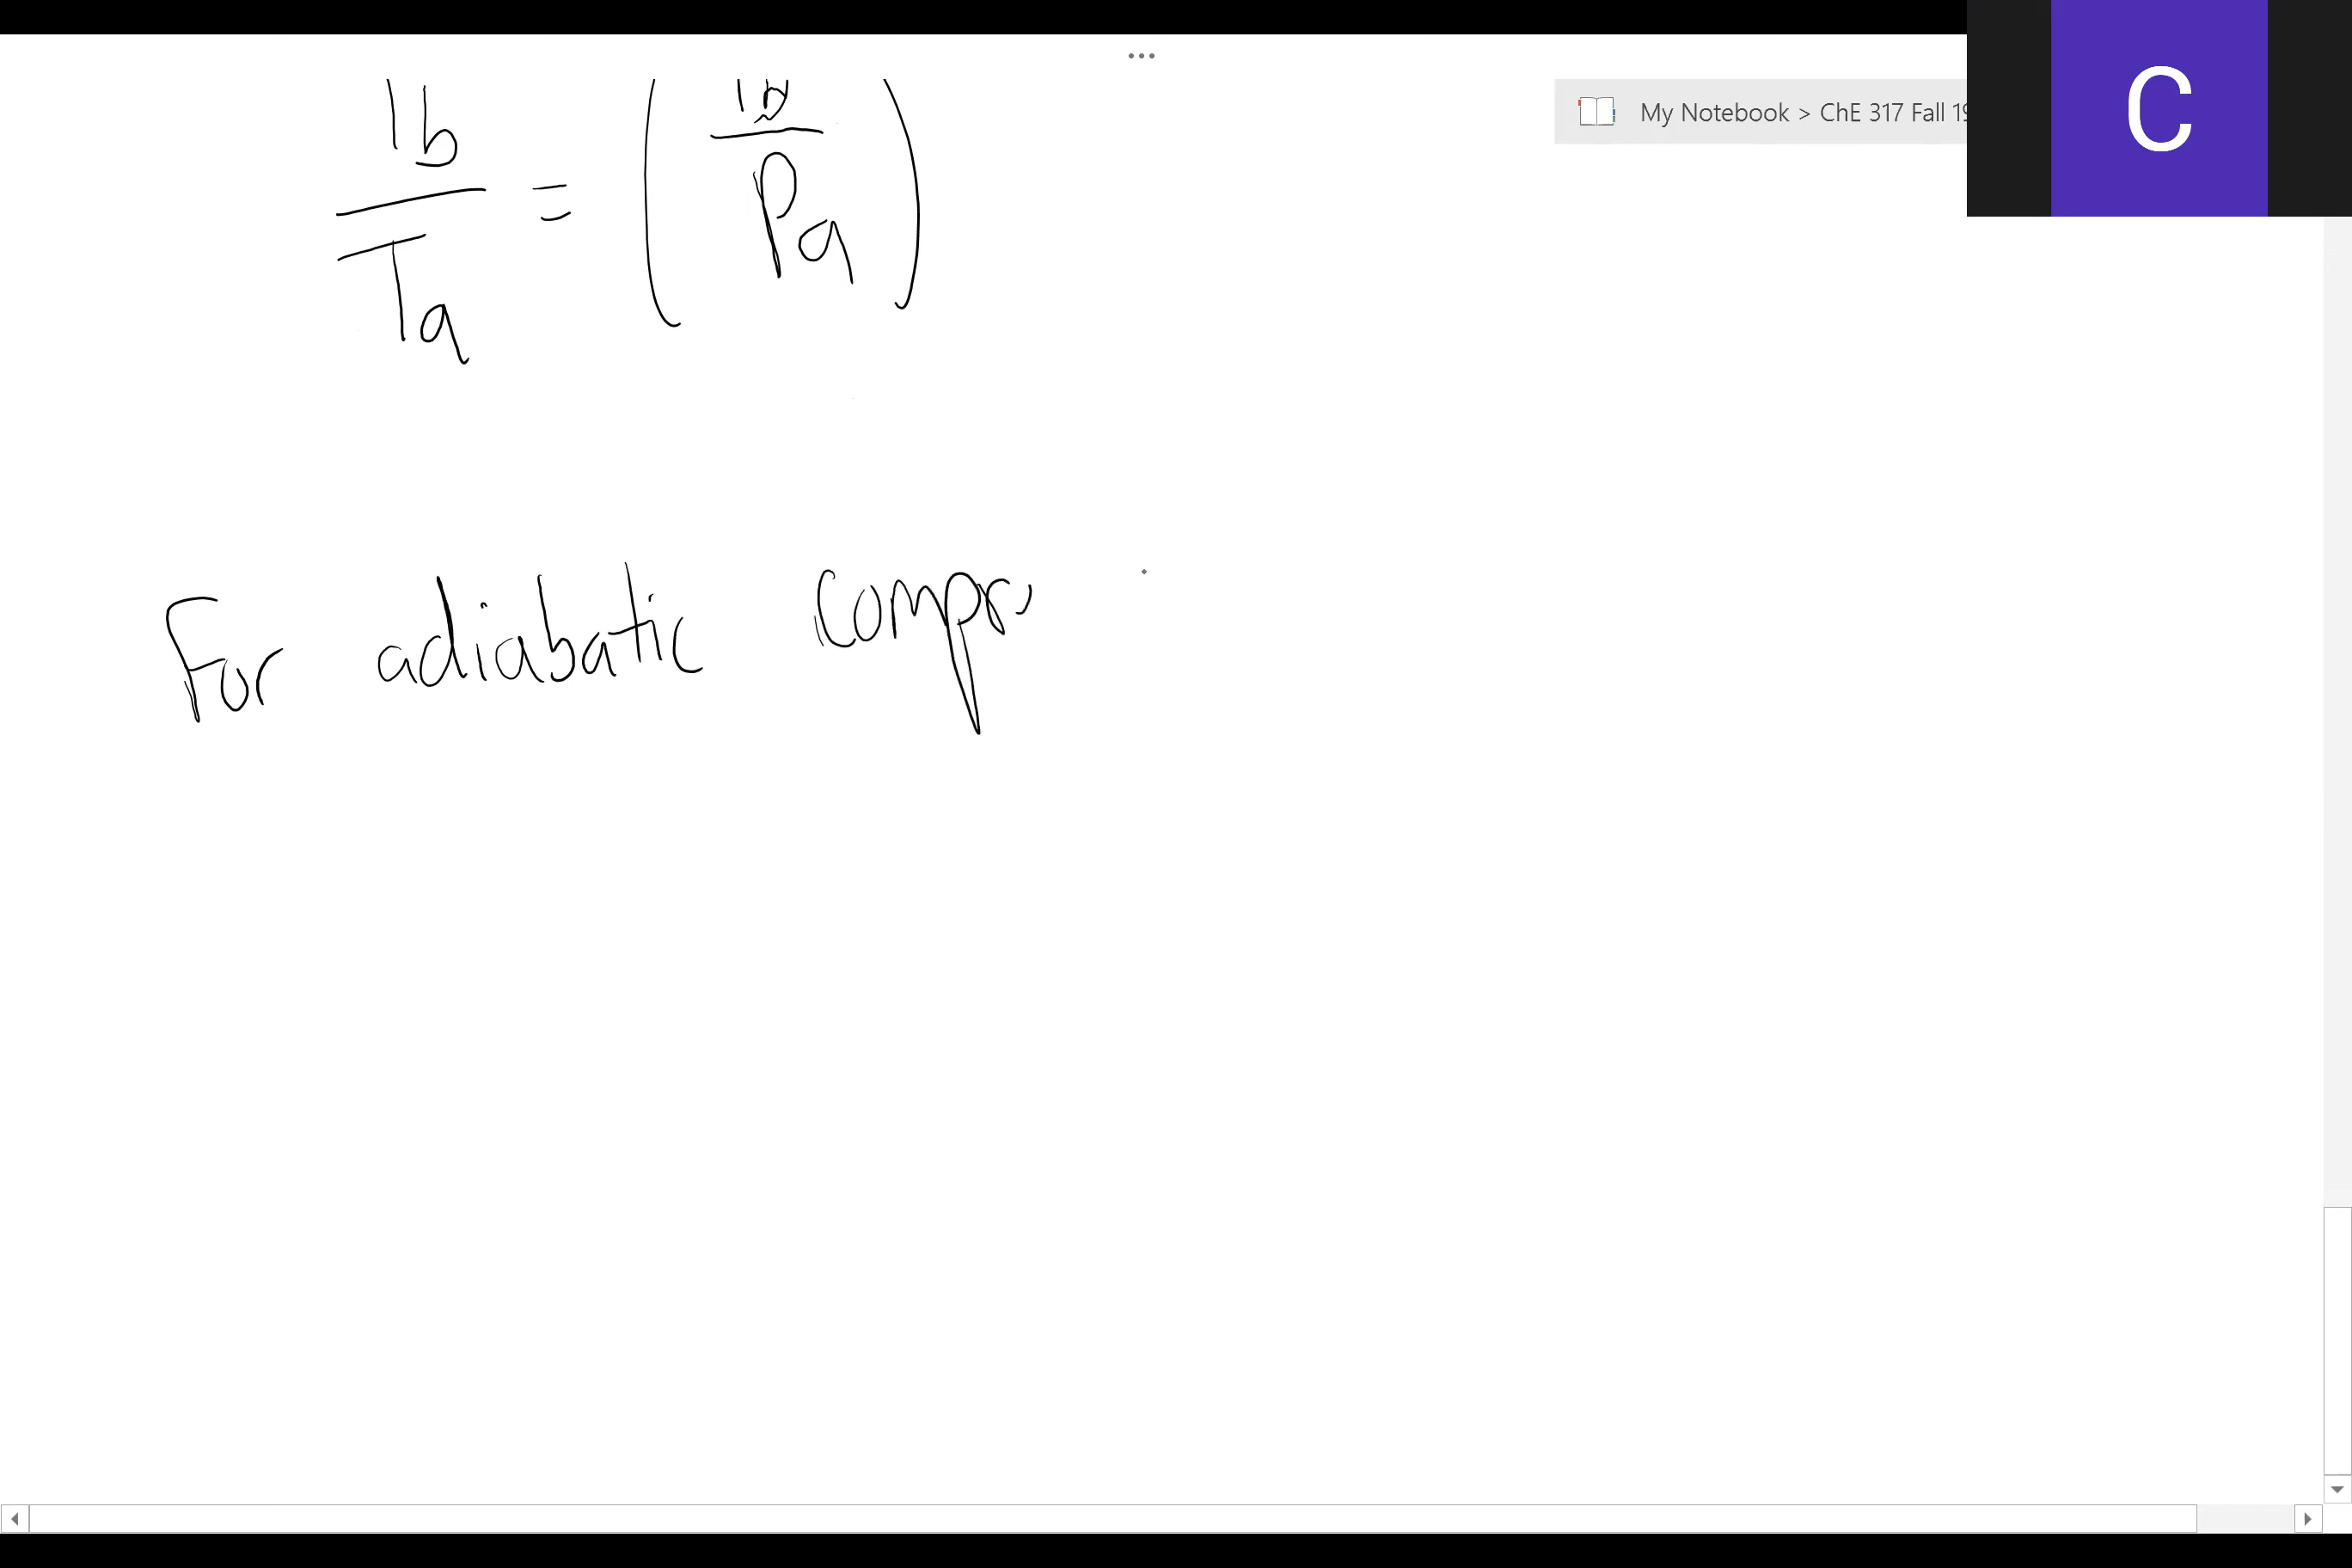 My Notebook > ChE 317 Fall 19
C
Tb
Ta
=
(
Pb
Pa
)
For adiabatic compr